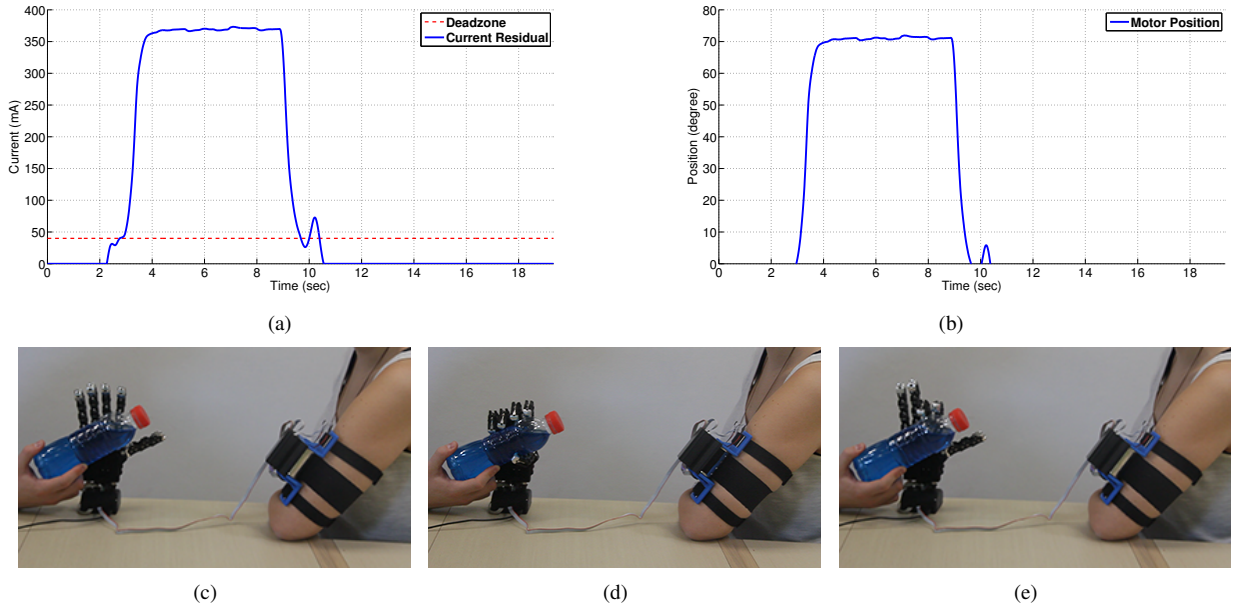 400
350
300
250
200
150
100
50
0
Current (mA)
0 2 4 6 8 10 12 14 16 18
Time (sec)
Deadzone
Current Residual
(a)
80
70
60
50
40
30
20
10
0
Position (degree)
0 2 4 6 8 10 12 14 16 18
Time (sec)
Motor Position
(b)
(c)
(d)
(e)